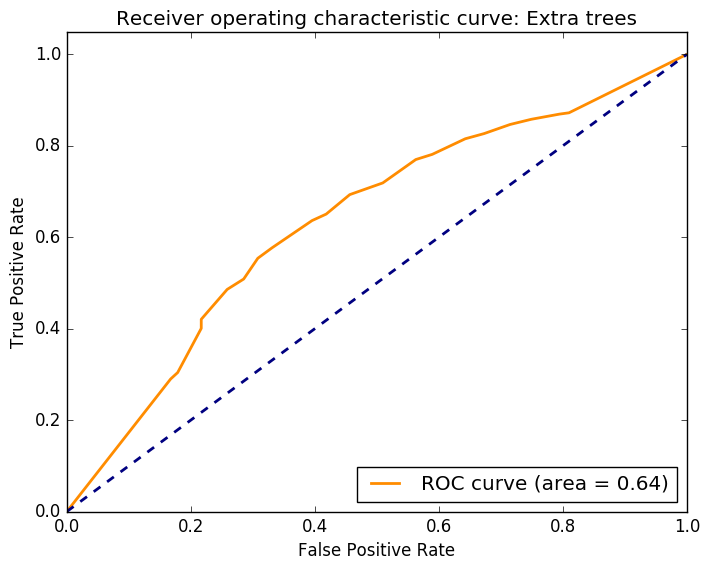 Receiver operating characteristic curve: Extra trees
True Positive Rate
1.0
0.8
0.6
0.4
0.2
0.0
ROC curve (area = 0.64)
0.0 0.2 0.4 0.6 0.8 1.0
False Positive Rate